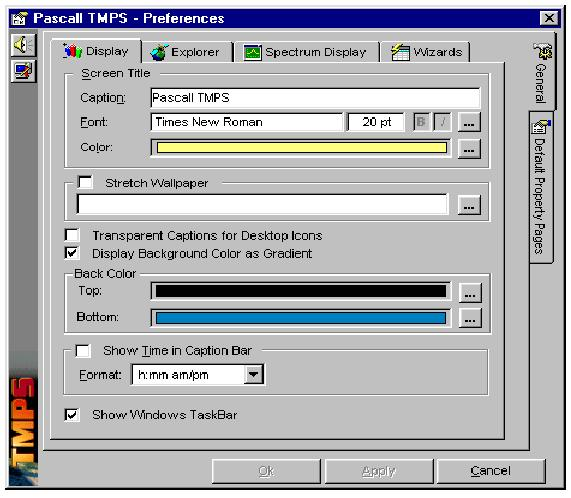 Pascall TMPS - Preferences
Display
Explorer
Spectrum Display
Wizards
General
Default Property Pages
Screen Title
Caption: Pascall TMPS
Font: Times New Roman 20 pt B I ...
Color: ...
Stretch Wallpaper
...
Transparent Captions for Desktop Icons
Display Background Color as Gradient
Back Color
Top: ...
Bottom: ...
Show Time in Caption Bar
Format: h:mm am/pm
Show Windows TaskBar
TMPS
Ok Apply Cancel